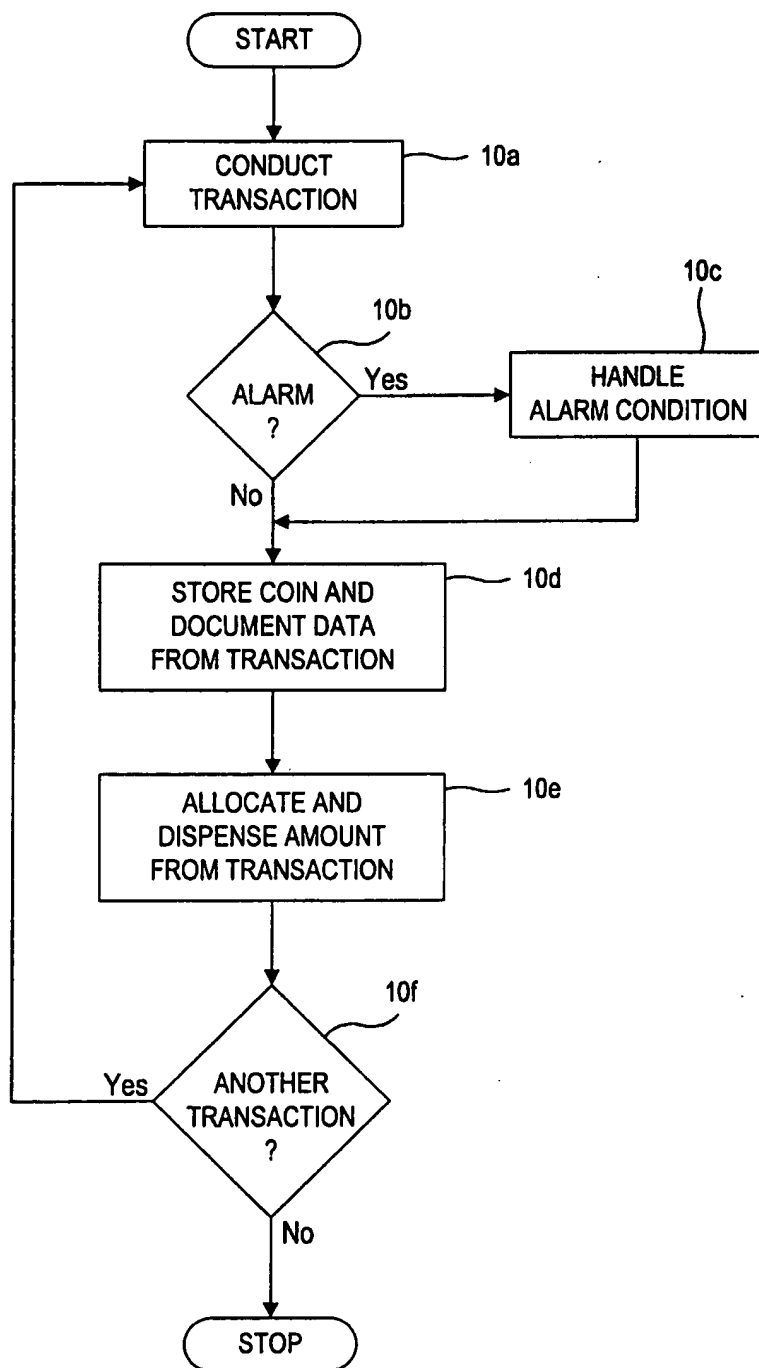 START
CONDUCT
TRANSACTION
10a
10b
ALARM
?
Yes
10c
HANDLE
ALARM CONDITION
No
STORE COIN AND
DOCUMENT DATA
FROM TRANSACTION
10d
ALLOCATE AND
DISPENSE AMOUNT
FROM TRANSACTION
10e
10f
ANOTHER
TRANSACTION
?
Yes
No
STOP